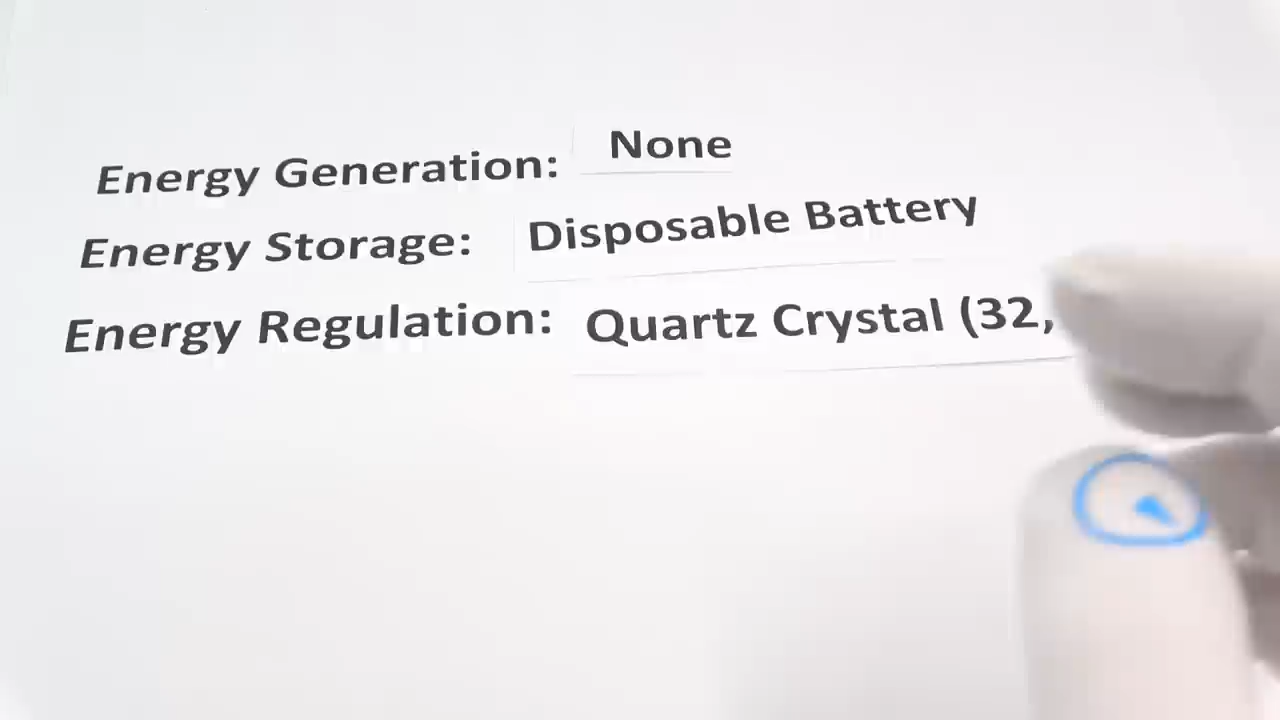 Energy Generation: None
Energy Storage: Disposable Battery
Energy Regulation: Quartz Crystal (32,